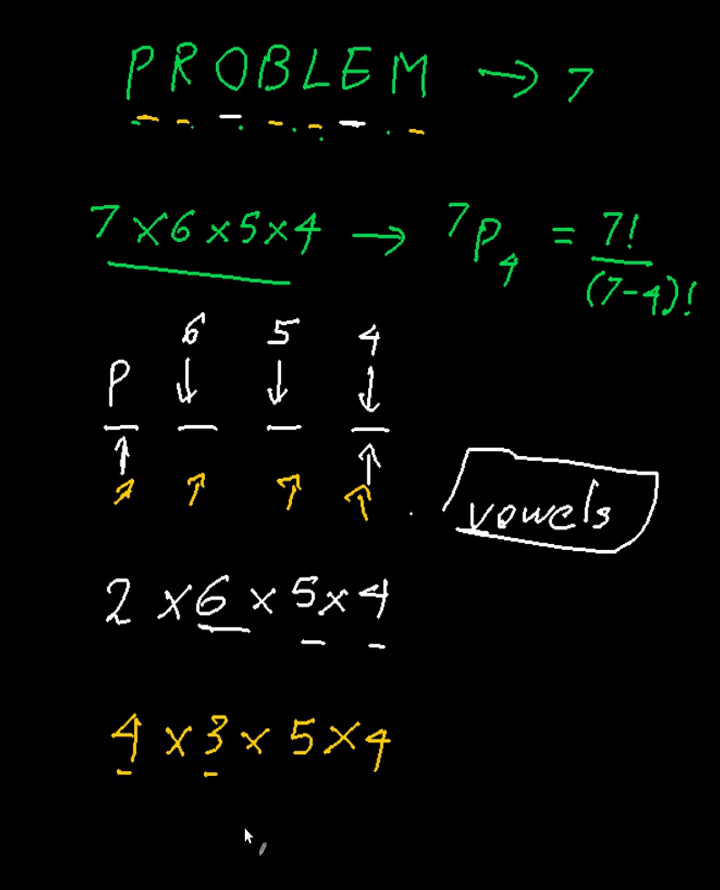 PROBLEM → 7
7 × 6 × 5 × 4 → ⁷P₄ = 7! / (7-4)!
6 5 4
P
vowels
2 × 6 × 5 × 4
4 × 3 × 5 × 4